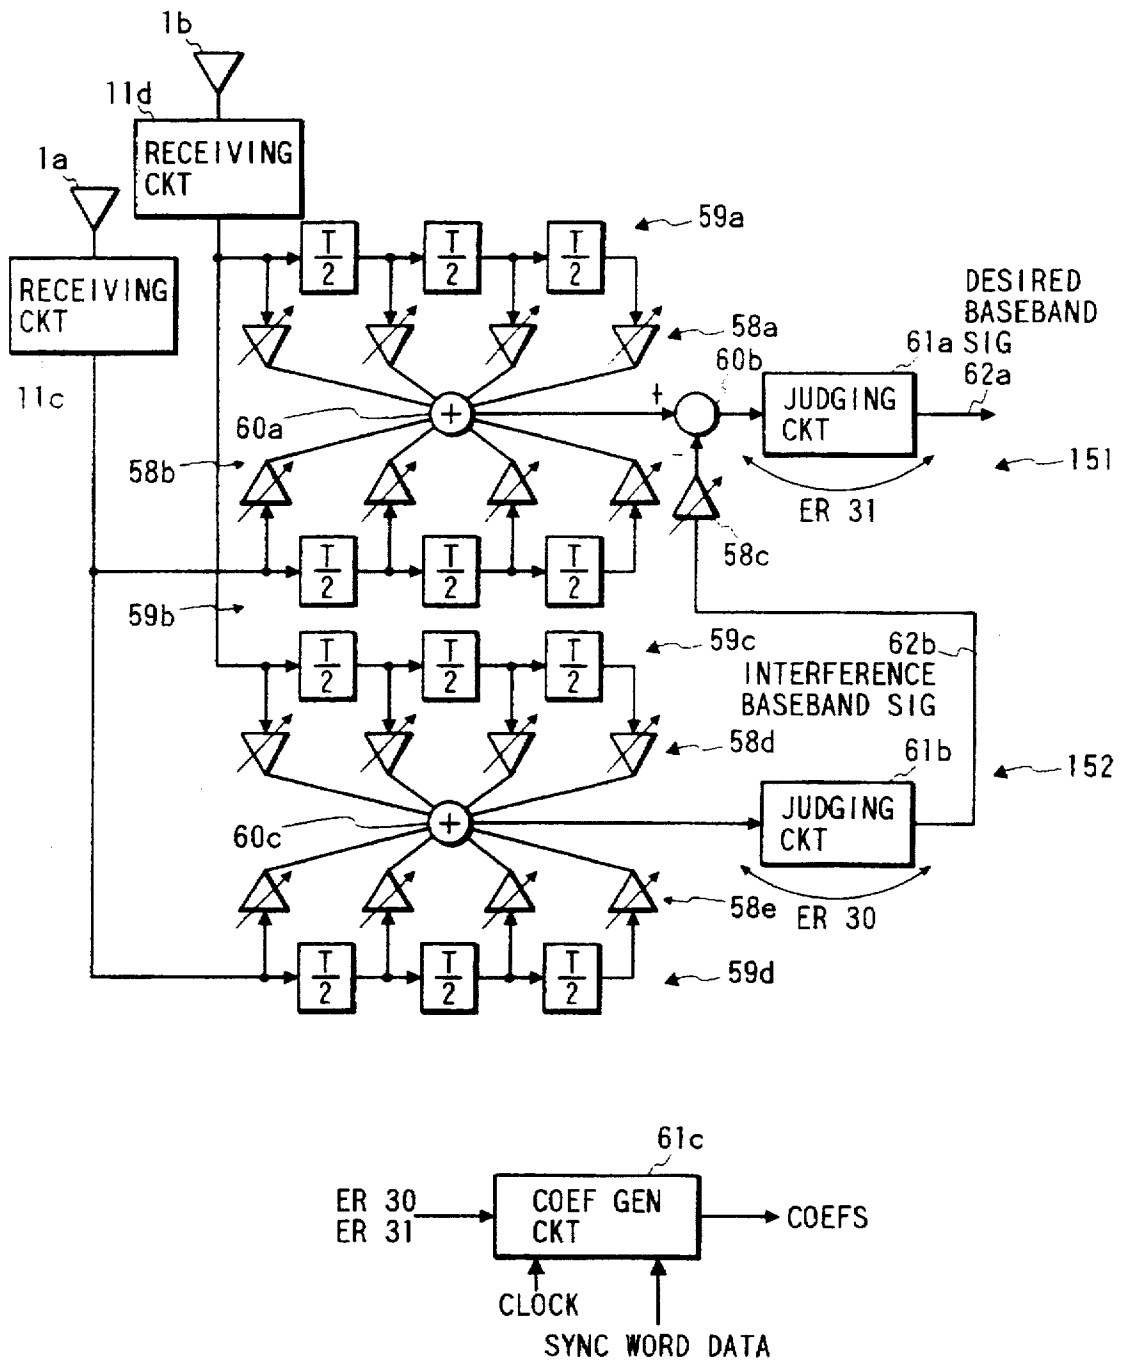 1b
11d
RECEIVING
CKT
1a
RECEIVING
CKT
11c
T
2
T
2
T
2
59a
58a
DESIRED
BASEBAND
SIG
62a
61a
60b
60a
+
+
-
JUDGING
CKT
58b
ER 31
151
58c
T
2
T
2
T
2
59b
T
2
T
2
T
2
59c
62b
INTERFERENCE
BASEBAND SIG
58d
61b
152
60c
+
JUDGING
CKT
58e
ER 30
T
2
T
2
T
2
59d
61c
ER 30
ER 31
COEF GEN
CKT
COEFS
CLOCK
SYNC WORD DATA